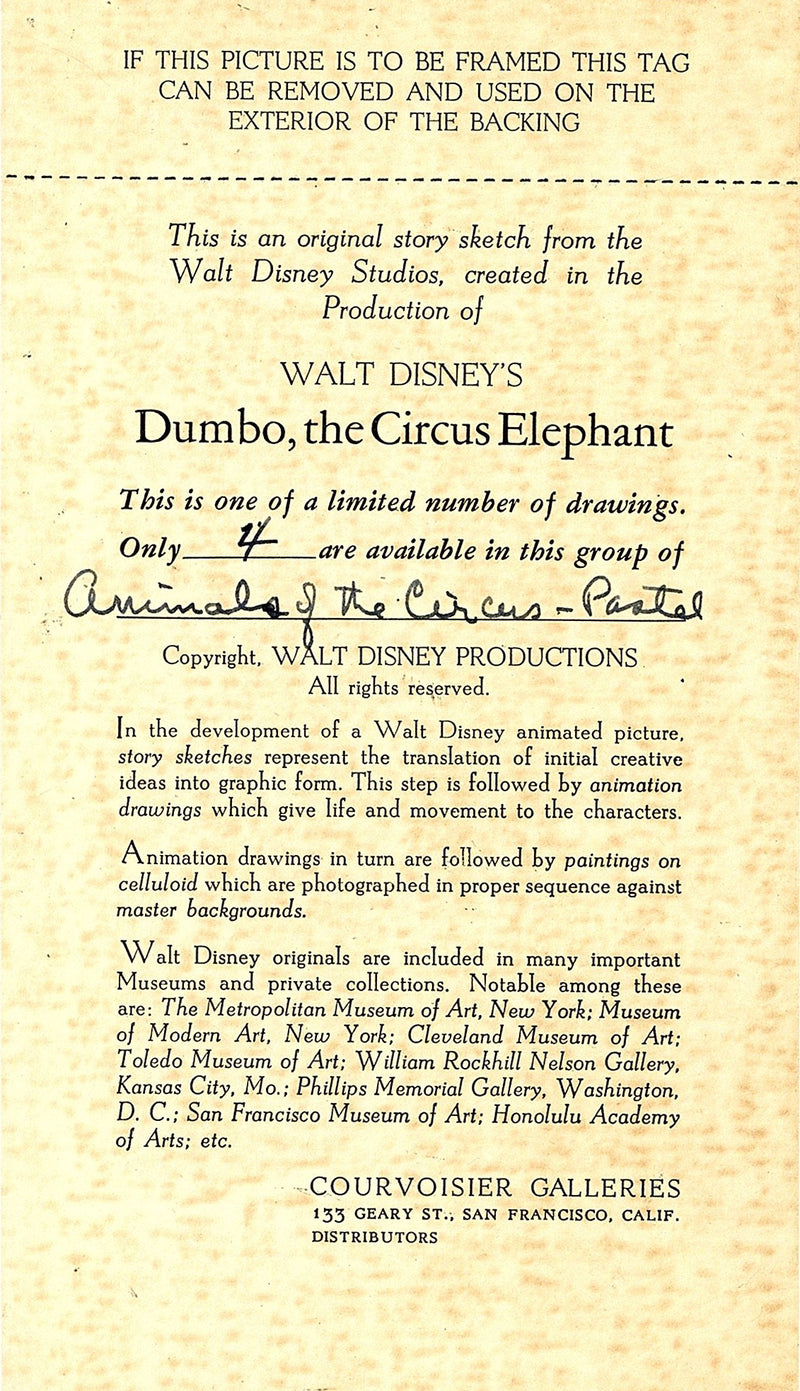 IF THIS PICTURE IS TO BE FRAMED THIS TAG
CAN BE REMOVED AND USED ON THE
EXTERIOR OF THE BACKING
This is an original story sketch from the
Walt Disney Studios, created in the
Production of
WALT DISNEY'S
Dumbo, the Circus Elephant
This is one of a limited number of drawings.
Only 4 are available in this group of
Animals of the Circus - Pastel
Copyright, WALT DISNEY PRODUCTIONS
All rights reserved.
In the development of a Walt Disney animated picture,
story sketches represent the translation of initial creative
ideas into graphic form. This step is followed by animation
drawings which give life and movement to the characters.
Animation drawings in turn are followed by paintings on
celluloid which are photographed in proper sequence against
master backgrounds.
Walt Disney originals are included in many important
Museums and private collections. Notable among these
are: The Metropolitan Museum of Art, New York; Museum
of Modern Art, New York; Cleveland Museum of Art;
Toledo Museum of Art; William Rockhill Nelson Gallery,
Kansas City, Mo.; Phillips Memorial Gallery, Washington,
D. C.; San Francisco Museum of Art; Honolulu Academy
of Arts; etc.
COURVOISIER GALLERIES
133 GEARY ST., SAN FRANCISCO, CALIF.
DISTRIBUTORS